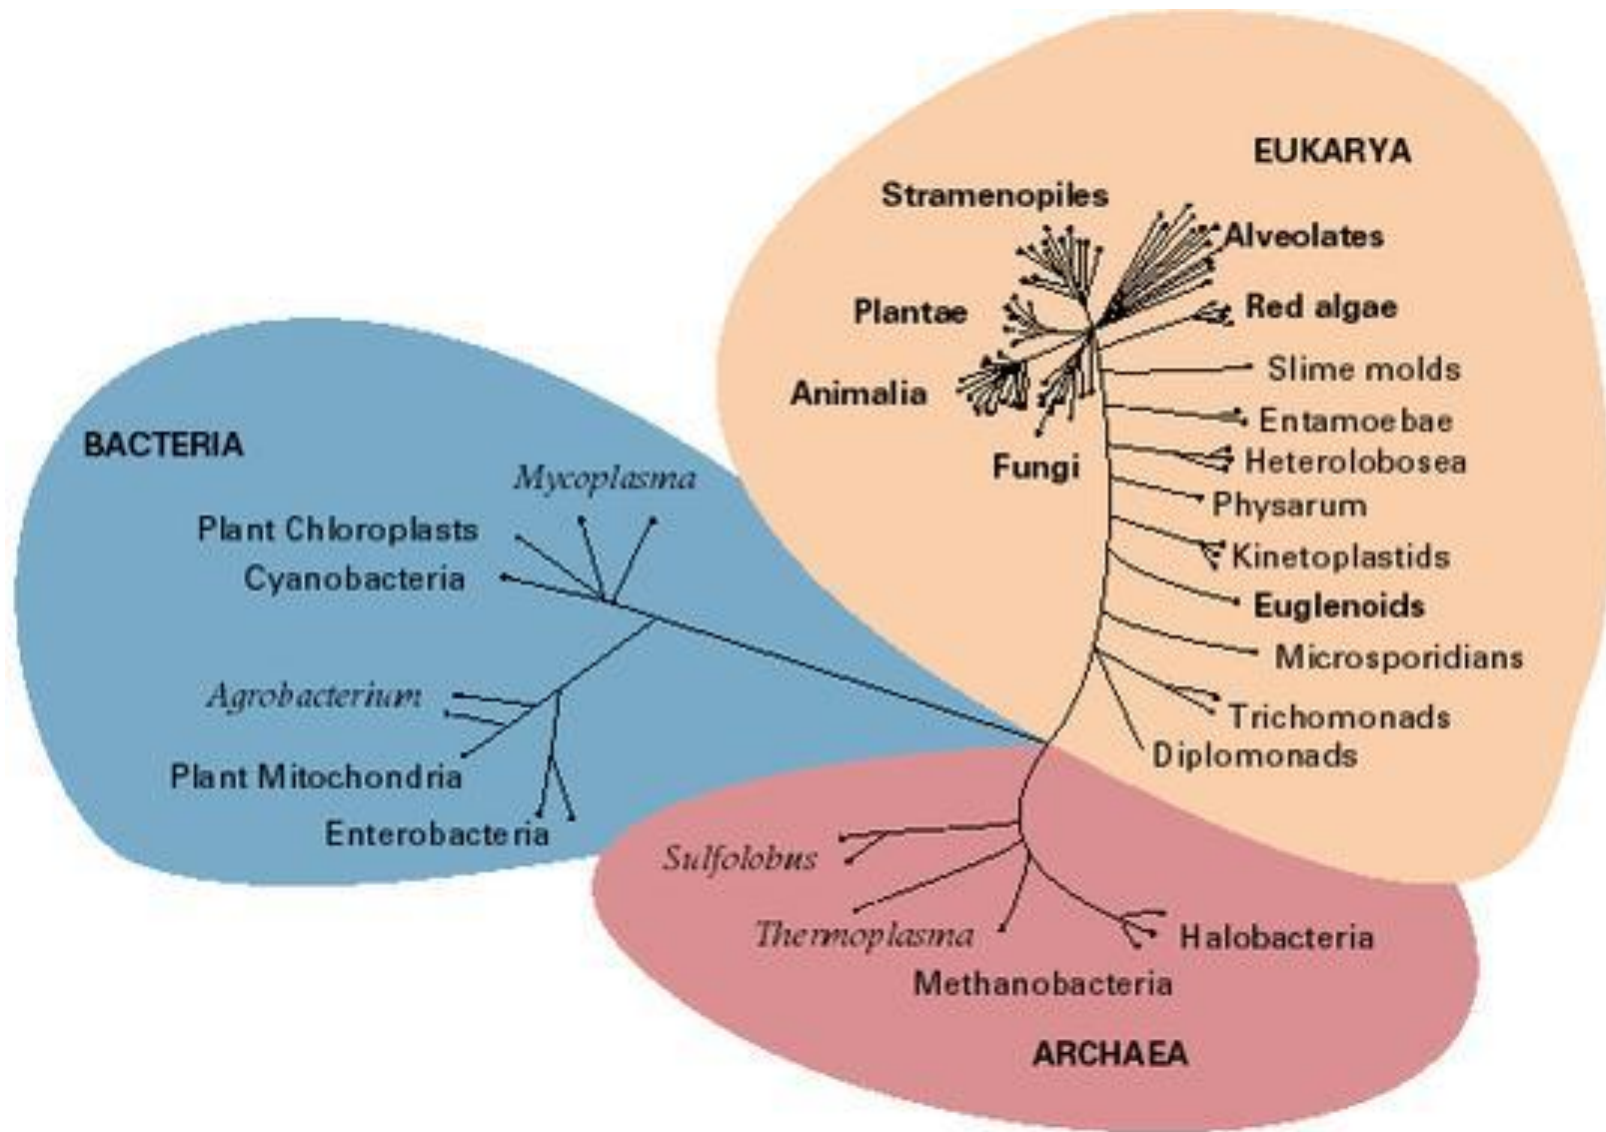 EUKARYA
Stramenopiles
Alveolates
Plantae
Red algae
Slime molds
Animalia
Entamoebae
Fungi
Heterolobosea
Physarum
Kinetoplastids
Euglenoids
Microsporidians
Trichomonads
Diplomonads
BACTERIA
Mycoplasma
Plant Chloroplasts
Cyanobacteria
Agrobacterium
Plant Mitochondria
Enterobacteria
Sulfolobus
Thermoplasma
Halobacteria
Methanobacteria
ARCHAEA